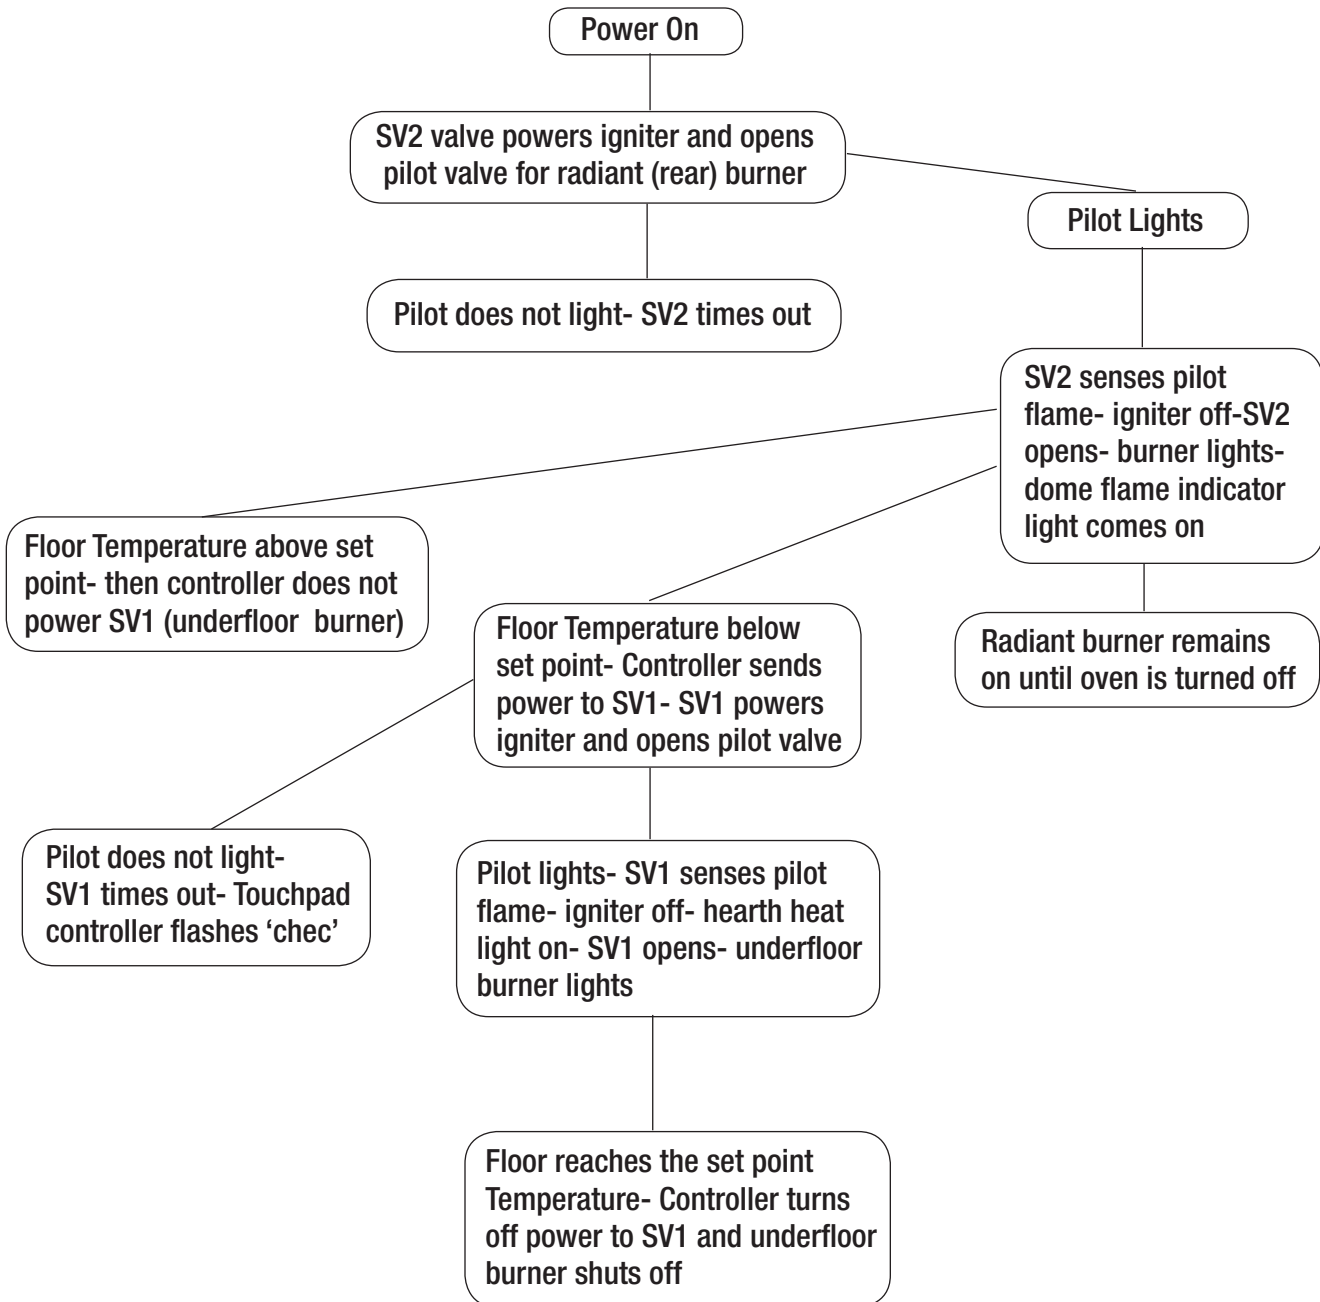 Power On
SV2 valve powers igniter and opens
pilot valve for radiant (rear) burner
Pilot Lights
Pilot does not light- SV2 times out
SV2 senses pilot
flame- igniter off-SV2
opens- burner lights-
dome flame indicator
light comes on
Floor Temperature above set
point- then controller does not
power SV1 (underfloor  burner)
Floor Temperature below
set point- Controller sends
power to SV1- SV1 powers
igniter and opens pilot valve
Radiant burner remains
on until oven is turned off
Pilot does not light-
SV1 times out- Touchpad
controller flashes ‘chec’
Pilot lights- SV1 senses pilot
flame- igniter off- hearth heat
light on- SV1 opens- underfloor
burner lights
Floor reaches the set point
Temperature- Controller turns
off power to SV1 and underfloor
burner shuts off